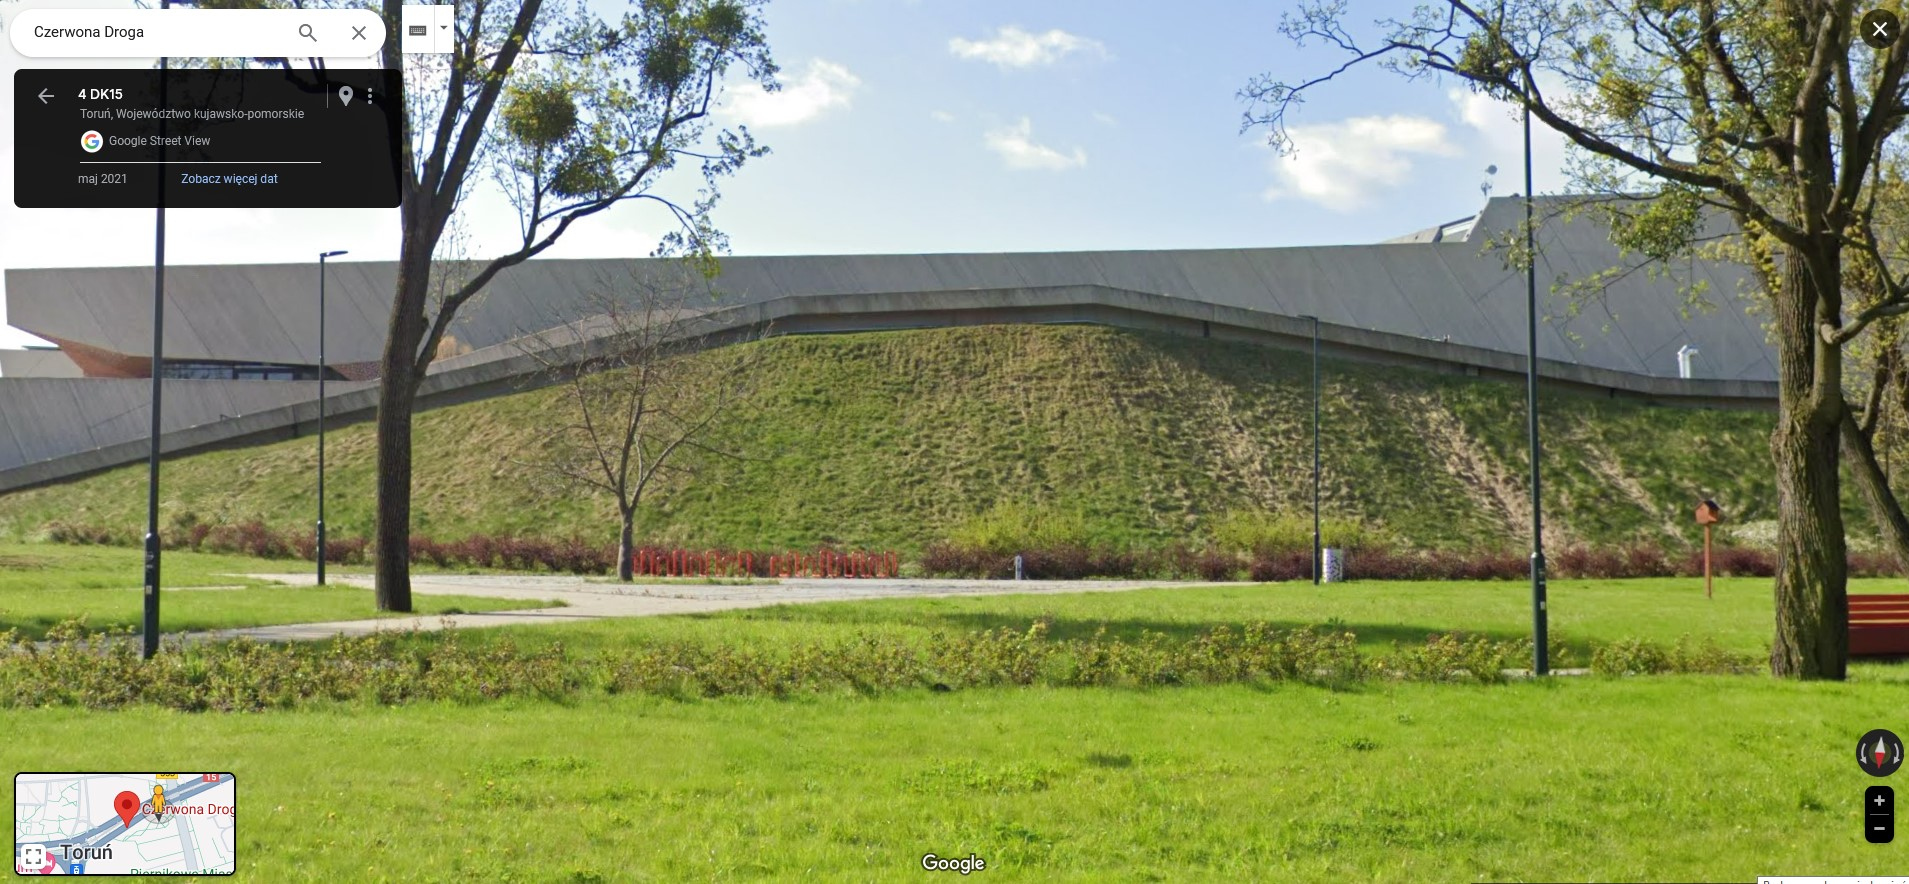 Czerwona Droga
4 DK15
Toruń, Województwo kujawsko-pomorskie
Google Street View
maj 2021
Zobacz więcej dat
15
Czerwona Drog
Toruń
Google